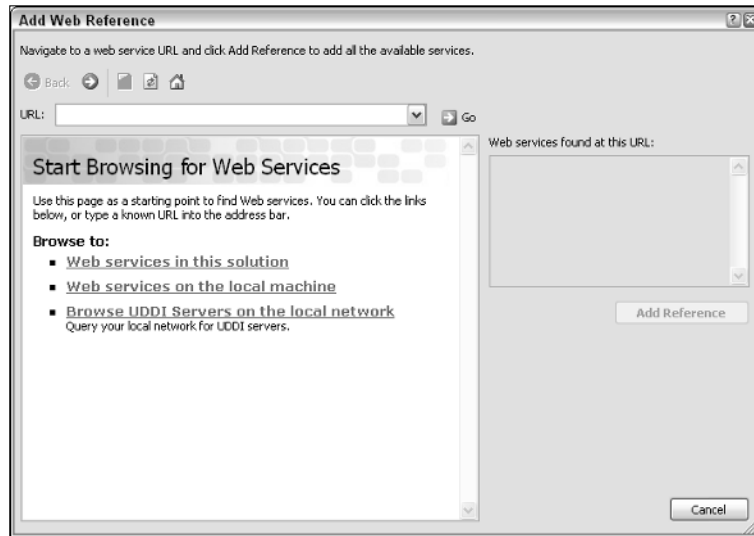 Add Web Reference
Navigate to a web service URL and click Add Reference to add all the available services.
Back
URL:
Go
Start Browsing for Web Services
Use this page as a starting point to find Web services. You can click the links
below, or type a known URL into the address bar.
Browse to:
Web services in this solution
Web services on the local machine
Browse UDDI Servers on the local network
Query your local network for UDDI servers.
Web services found at this URL:
Add Reference
Cancel